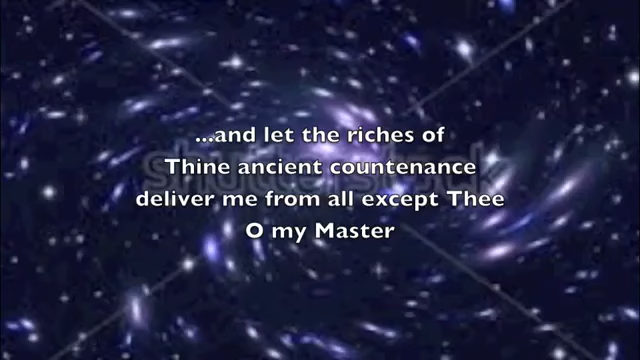 ...and let the riches of
Thine ancient countenance
deliver me from all except Thee
O my Master